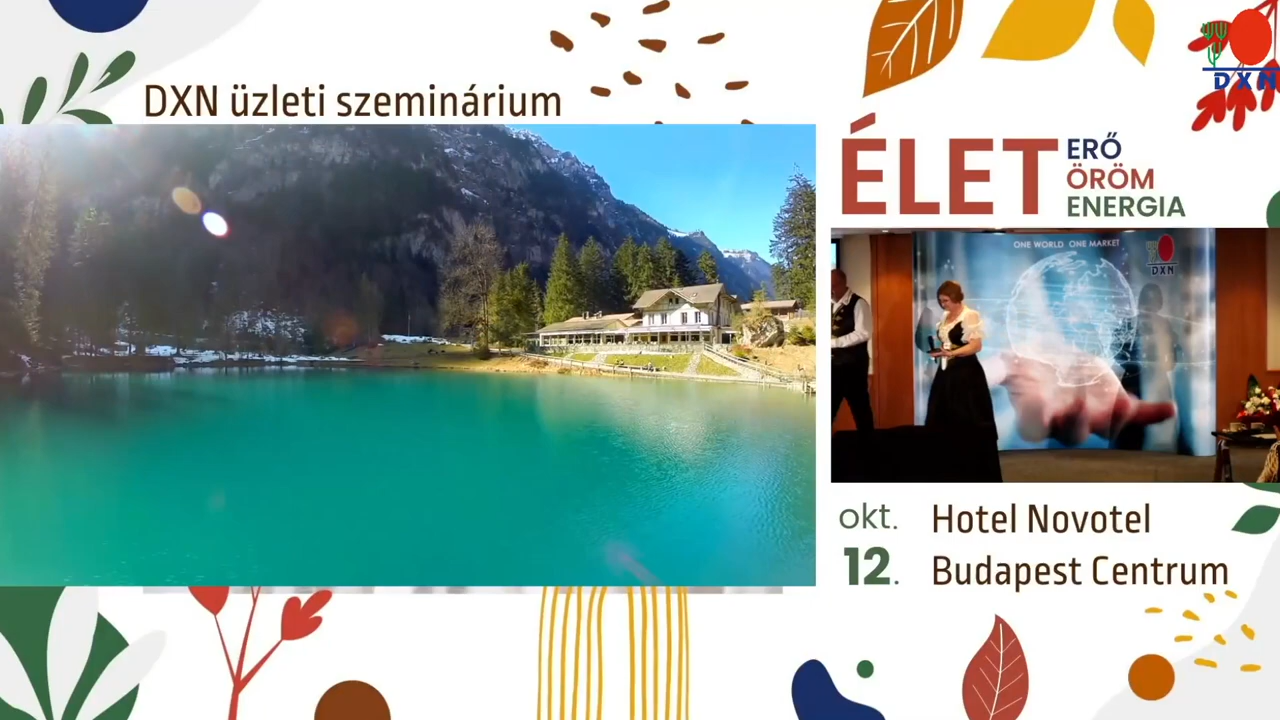 DXN üzleti szeminárium
DXN
ÉLET
ERŐ
ÖRÖM
ENERGIA
ONE WORLD ONE MARKET
DXN
okt.
12.
Hotel Novotel
Budapest Centrum